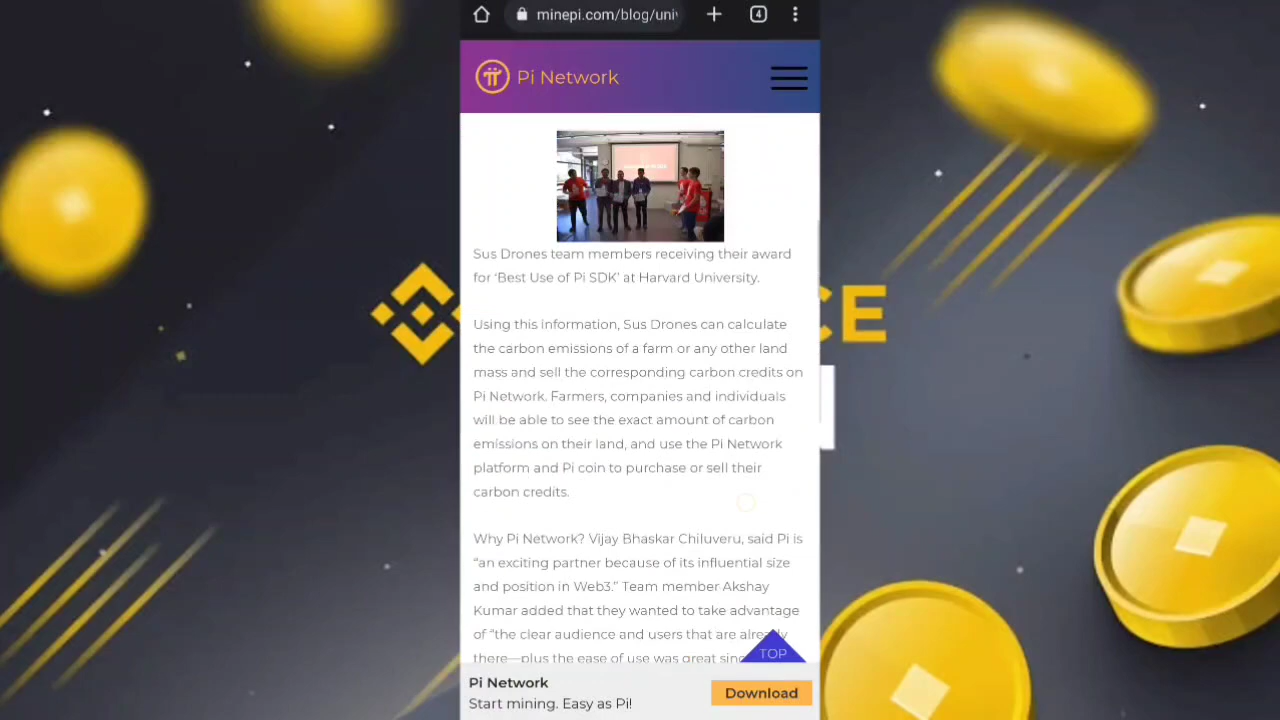 minepi.com/blog/univ
4
Pi Network
Sus Drones team members receiving their award
for ‘Best Use of Pi SDK’ at Harvard University.
CE
Using this information, Sus Drones can calculate
the carbon emissions of a farm or any other land
mass and sell the corresponding carbon credits on
Pi Network. Farmers, companies and individuals
will be able to see the exact amount of carbon
emissions on their land, and use the Pi Network
platform and Pi coin to purchase or sell their
carbon credits.
Why Pi Network? Vijay Bhaskar Chiluveru, said Pi is
“an exciting partner because of its influential size
and position in Web3.” Team member Akshay
Kumar added that they wanted to take advantage
of “the clear audience and users that are already
there—plus the ease of use was great sinc
TOP
Pi Network
Start mining. Easy as Pi!
Download